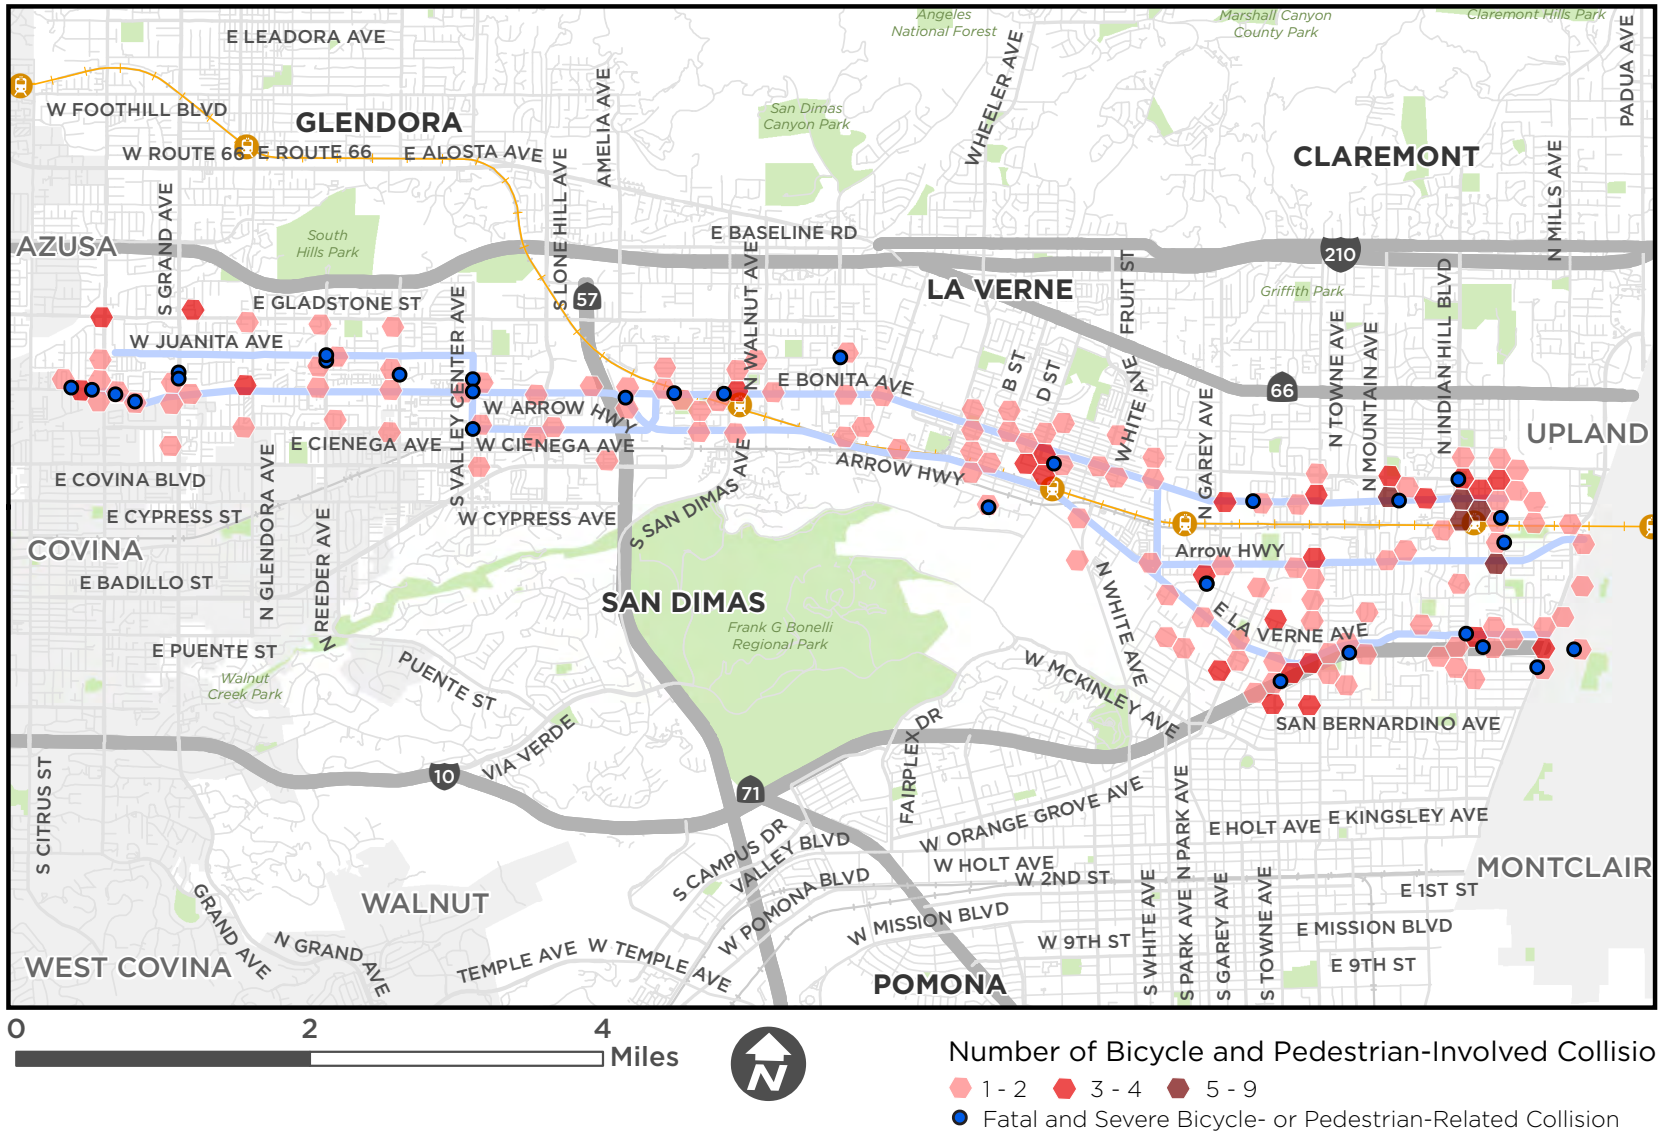 Angeles
National Forest
Marshall Canyon
County Park
Claremont Hills Park
E LEADORA AVE
PADUA AVE
WHEELER AVE
AMELIA AVE
W FOOTHILL BLVD
GLENDORA
San Dimas
Canyon Park
W ROUTE 66
E ROUTE 66
E ALOSTA AVE
CLAREMONT
S GRAND AVE
S LONE HILL AVE
N MILLS AVE
E BASELINE RD
South
Hills Park
AZUSA
210
N WALNUT AVE
FRUIT ST
LA VERNE
Griffith Park
E GLADSTONE ST
57
S VALLEY CENTER AVE
N TOWNE AVE
N MOUNTAIN AVE
N INDIAN HILL BLVD
W JUANITA AVE
B ST
D ST
WHITE AVE
E BONITA AVE
66
N GAREY AVE
W ARROW HWY
UPLAND
E CIENEGA AVE
W CIENEGA AVE
ARROW HWY
E COVINA BLVD
N GLENDORA AVE
S SAN DIMAS AVE
E CYPRESS ST
W CYPRESS AVE
N REEDER AVE
COVINA
Arrow HWY
E BADILLO ST
N WHITE AVE
SAN DIMAS
E LA VERNE AVE
Frank G Bonelli
Regional Park
E PUENTE ST
PUENTE ST
W MCKINLEY AVE
Walnut
Creek Park
SAN BERNARDINO AVE
VIA VERDE
FAIRPLEX DR
10
71
S CITRUS ST
W ORANGE GROVE AVE
N PARK AVE
E HOLT AVE
E KINGSLEY AVE
S CAMPUS DR
VALLEY BLVD
W HOLT AVE
MONTCLAIR
W 2ND ST
E 1ST ST
WALNUT
GRAND AVE
W POMONA BLVD
W MISSION BLVD
S WHITE AVE
S PARK AVE
S GAREY AVE
S TOWNE AVE
E MISSION BLVD
N GRAND AVE
W 9TH ST
E 9TH ST
WEST COVINA
TEMPLE AVE
W TEMPLE AVE
POMONA
0 2 4
Miles
N
Number of Bicycle and Pedestrian-Involved Collisio
1 - 2 3 - 4 5 - 9
Fatal and Severe Bicycle- or Pedestrian-Related Collision